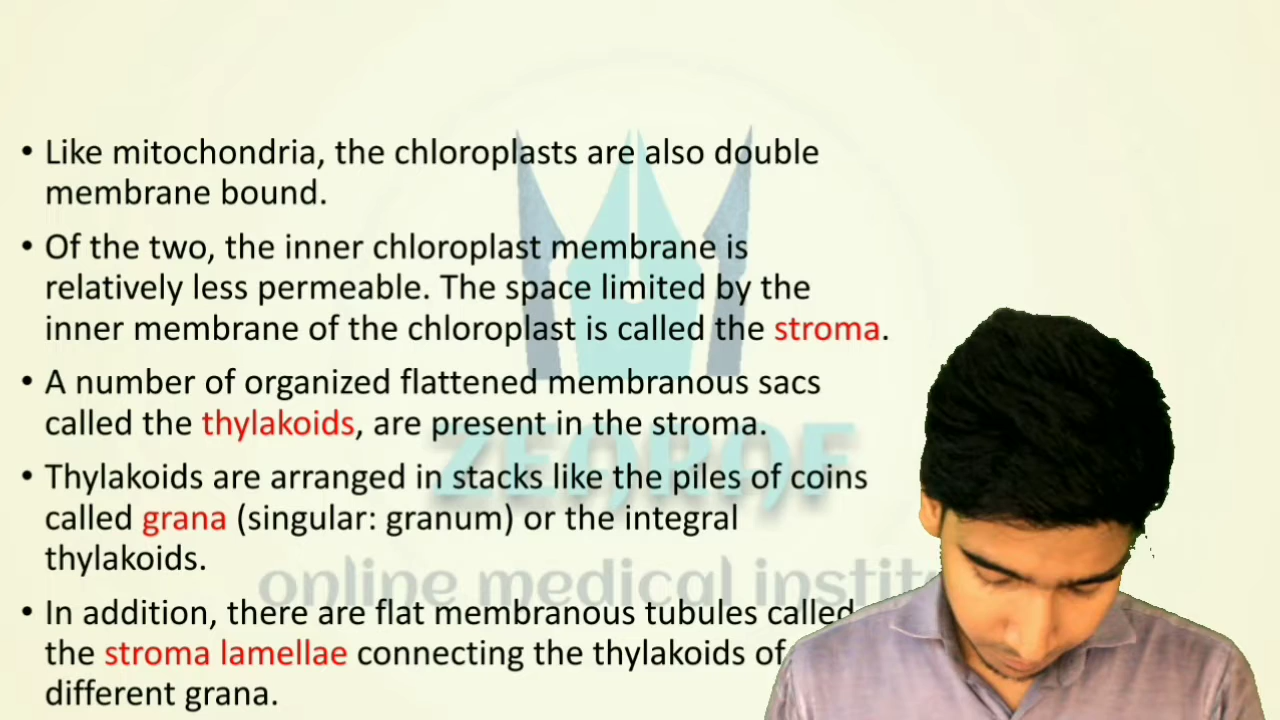 • Like mitochondria, the chloroplasts are also double
membrane bound.
• Of the two, the inner chloroplast membrane is
relatively less permeable. The space limited by the
inner membrane of the chloroplast is called the stroma.
• A number of organized flattened membranous sacs
called the thylakoids, are present in the stroma.
• Thylakoids are arranged in stacks like the piles of coins
called grana (singular: granum) or the integral
thylakoids.
• In addition, there are flat membranous tubules called
the stroma lamellae connecting the thylakoids of
different grana.
online medical